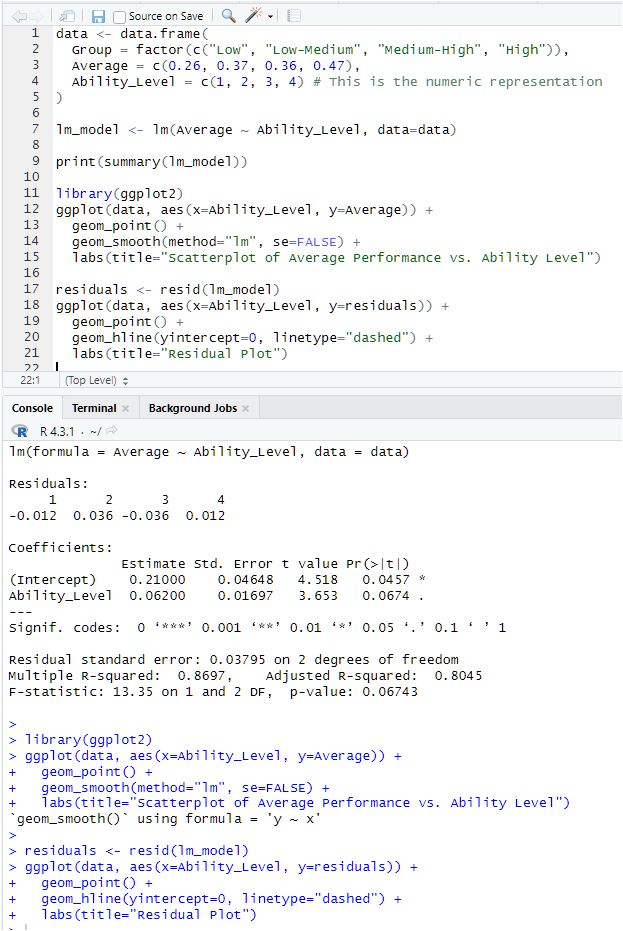 Source on Save
1 data <- data.frame(
2 Group = factor(c("Low", "Low-Medium", "Medium-High", "High")),
3 Average = c(0.26, 0.37, 0.36, 0.47),
4 Ability_Level = c(1, 2, 3, 4) # This is the numeric representation
5 )
6
7 lm_model <- lm(Average ~ Ability_Level, data=data)
8
9 print(summary(lm_model))
10
11 library(ggplot2)
12 ggplot(data, aes(x=Ability_Level, y=Average)) +
13 geom_point() +
14 geom_smooth(method="lm", se=FALSE) +
15 labs(title="Scatterplot of Average Performance vs. Ability Level")
16
17 residuals <- resid(lm_model)
18 ggplot(data, aes(x=Ability_Level, y=residuals)) +
19 geom_point() +
20 geom_hline(yintercept=0, linetype="dashed") +
21 labs(title="Residual Plot")
22
22:1 (Top Level)
Console Terminal Background Jobs
R R 4.3.1 · ~/
lm(formula = Average ~ Ability_Level, data = data)
Residuals:
1 2 3 4
-0.012 0.036 -0.036 0.012
Coefficients:
Estimate Std. Error t value Pr(>|t|)
(Intercept) 0.21000 0.04648 4.518 0.0457 *
Ability_Level 0.06200 0.01697 3.653 0.0674 .
---
Signif. codes: 0 ‘***’ 0.001 ‘**’ 0.01 ‘*’ 0.05 ‘.’ 0.1 ‘ ’ 1
Residual standard error: 0.03795 on 2 degrees of freedom
Multiple R-squared: 0.8697, Adjusted R-squared: 0.8045
F-statistic: 13.35 on 1 and 2 DF, p-value: 0.06743
>
> library(ggplot2)
> ggplot(data, aes(x=Ability_Level, y=Average)) +
+ geom_point() +
+ geom_smooth(method="lm", se=FALSE) +
+ labs(title="Scatterplot of Average Performance vs. Ability Level")
`geom_smooth()` using formula = 'y ~ x'
>
> residuals <- resid(lm_model)
> ggplot(data, aes(x=Ability_Level, y=residuals)) +
+ geom_point() +
+ geom_hline(yintercept=0, linetype="dashed") +
+ labs(title="Residual Plot")
>